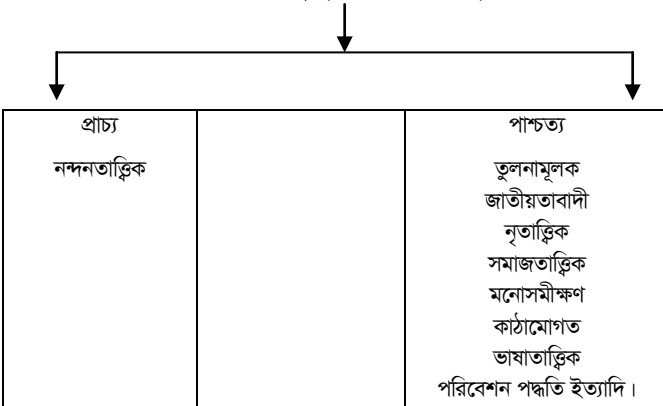 প্রাচ্য
নন্দনতাত্ত্বিক
পাশ্চত্য
তুলনামূলক
জাতীয়তাবাদী
নৃতাত্ত্বিক
সমাজতাত্ত্বিক
মনোসমীক্ষণ
কাঠামোগত
ভাষাতাত্ত্বিক
পরিবেশন পদ্ধতি ইত্যাদি।